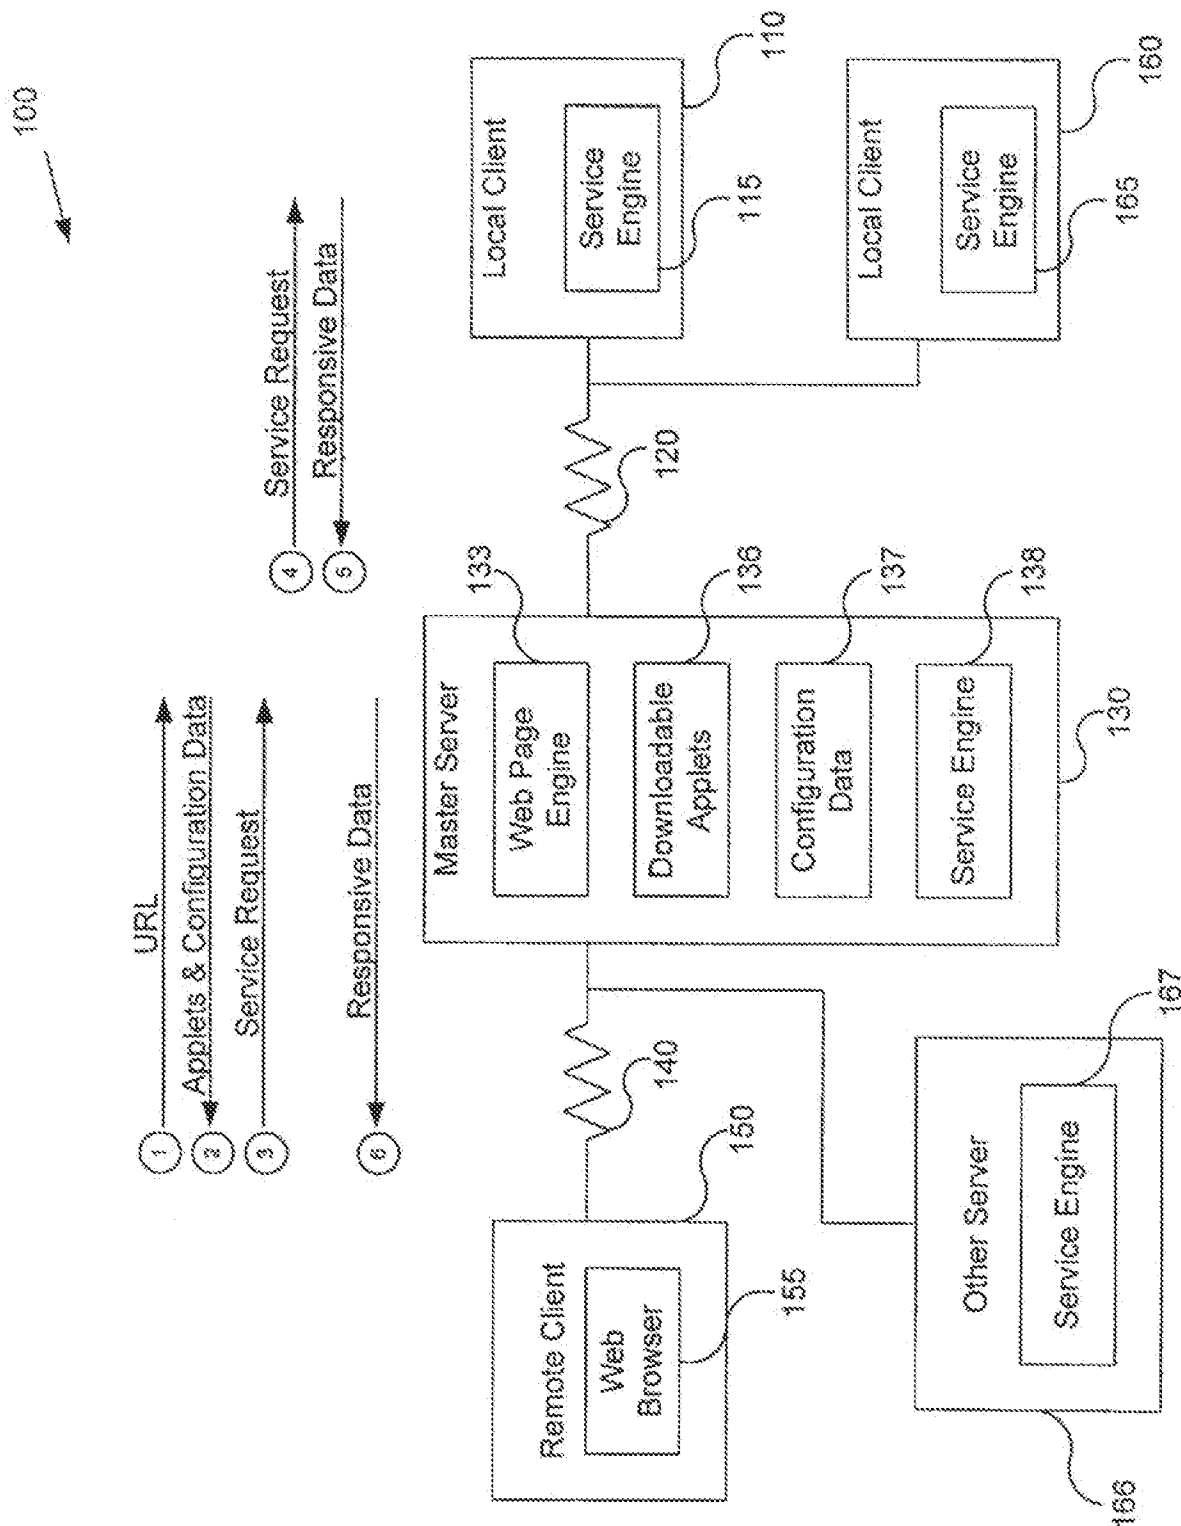 100
1
URL
2
Applets & Configuration Data
3
Service Request
4
Service Request
5
Responsive Data
6
Responsive Data
Remote Client
Web
Browser
150
155
140
Other Server
Service Engine
166
167
Master Server
Web Page
Engine
133
Downloadable
Applets
136
Configuration
Data
137
Service Engine
138
130
120
Local Client
Service
Engine
110
115
Local Client
Service
Engine
160
165